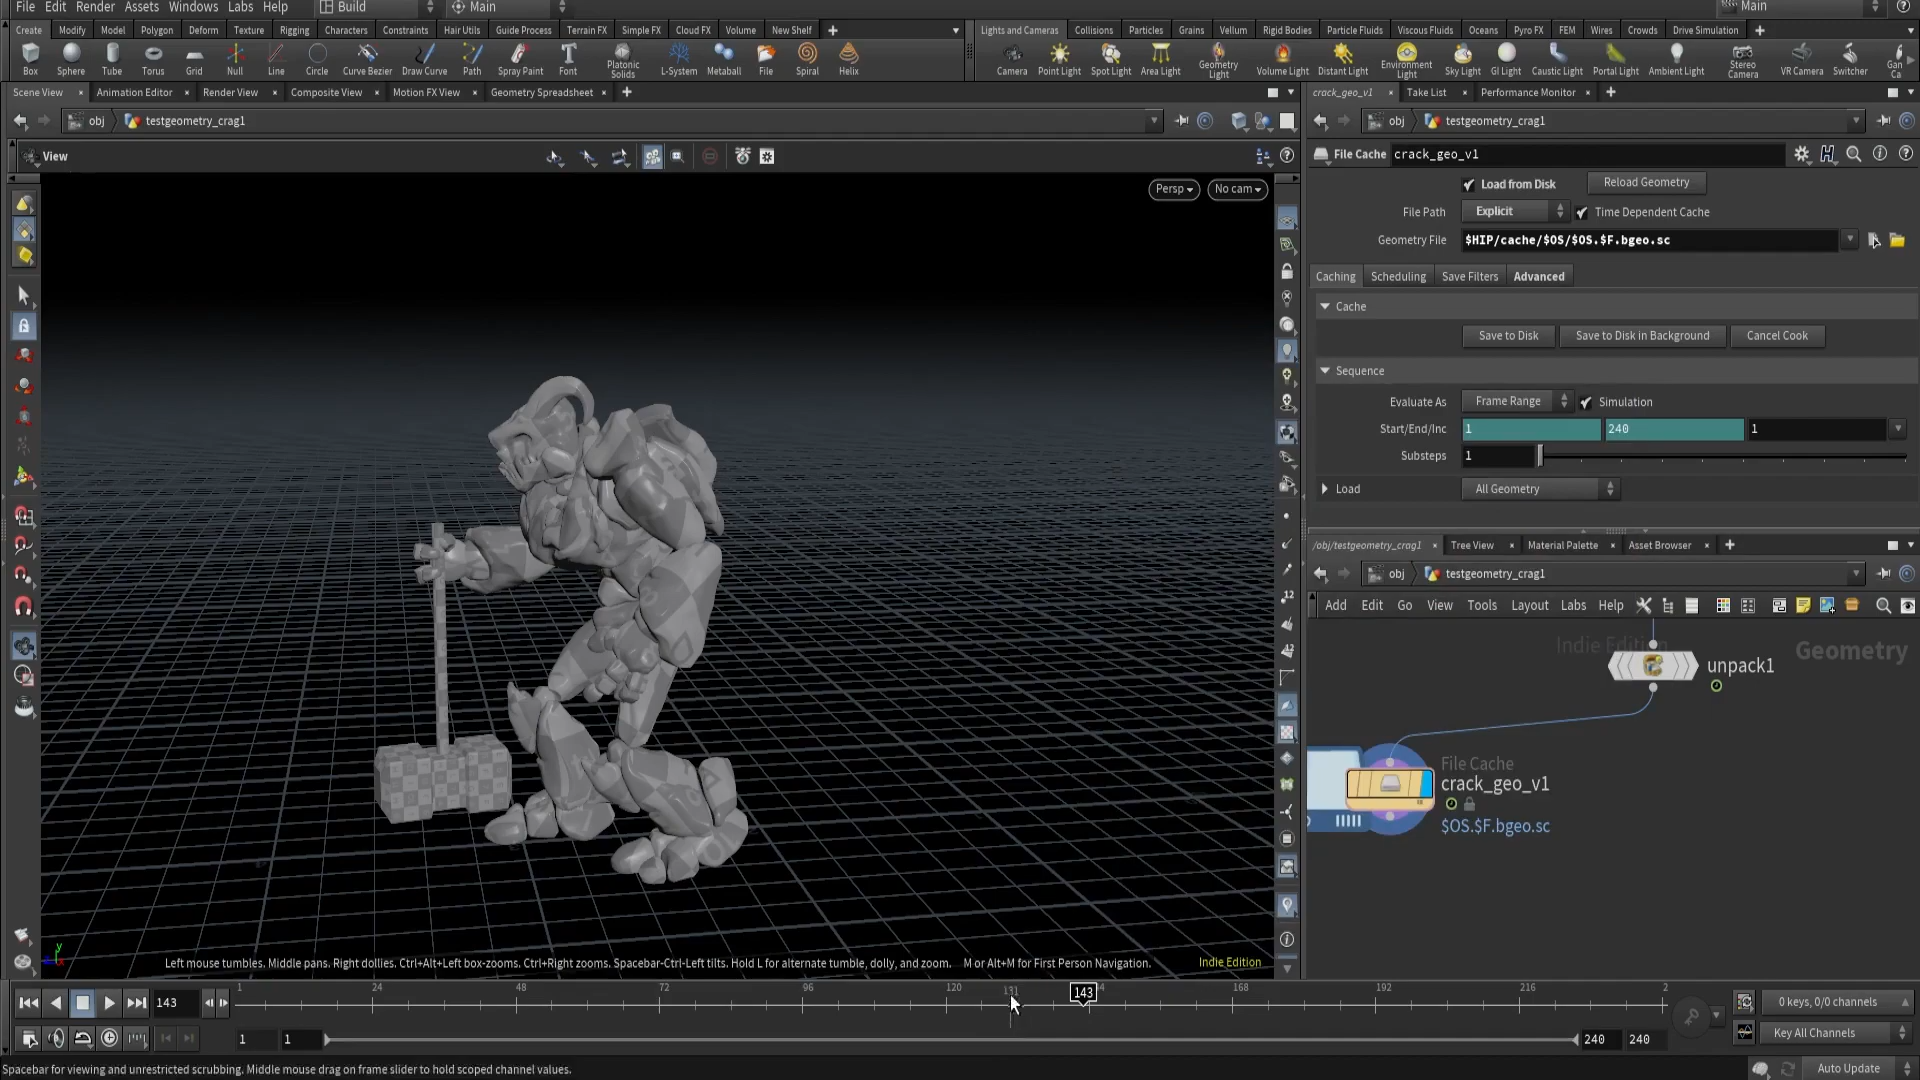 File Edit Render Assets Windows Labs Help Build Main Main
Create Modify Model Polygon Deform Texture Rigging Characters Constraints Hair Utils Guide Process Terrain FX Simple FX Cloud FX Volume New Shelf
Lights and Cameras Collisions Particles Grains Vellum Rigid Bodies Particle Fluids Viscous Fluids Oceans Pyro FX FEM Wires Crowds Drive Simulation
Box Sphere Tube Torus Grid Null Line Circle Curve Bezier Draw Curve Path Spray Paint Font Platonic Solids L-System Metaball File Spiral Helix
Camera Point Light Spot Light Area Light Geometry Light Volume Light Distant Light Environment Light Sky Light GI Light Caustic Light Portal Light Ambient Light Stereo Camera VR Camera Switcher Gan Ca
Scene View Animation Editor Render View Composite View Motion FX View Geometry Spreadsheet
crack_geo_v1 Take List Performance Monitor
obj testgeometry_crag1
obj testgeometry_crag1
View
File Cache crack_geo_v1
Persp No cam
Load from Disk Reload Geometry
File Path Explicit Time Dependent Cache
Geometry File $HIP/cache/$OS/$OS.$F.bgeo.sc
Caching Scheduling Save Filters Advanced
Cache
Save to Disk Save to Disk in Background Cancel Cook
Sequence
Evaluate As Frame Range Simulation
Start/End/Inc 1 240 1
Substeps 1
Load All Geometry
/obj/testgeometry_crag1 Tree View Material Palette Asset Browser
obj testgeometry_crag1
Add Edit Go View Tools Layout Labs Help
Indie Edition Geometry
unpack1
File Cache
crack_geo_v1
$OS.$F.bgeo.sc
Left mouse tumbles. Middle pans. Right dollies. Ctrl+Alt+Left box-zooms. Ctrl+Right zooms. Spacebar-Ctrl-Left tilts. Hold L for alternate tumble, dolly, and zoom. M or Alt+M for First Person Navigation.
Indie Edition
143 1 24 48 72 96 120 131 143 168 192 216 2
0 keys, 0/0 channels
1 1 240 240
Key All Channels
Spacebar for viewing and unrestricted scrubbing. Middle mouse drag on frame slider to hold scoped channel values.
Auto Update